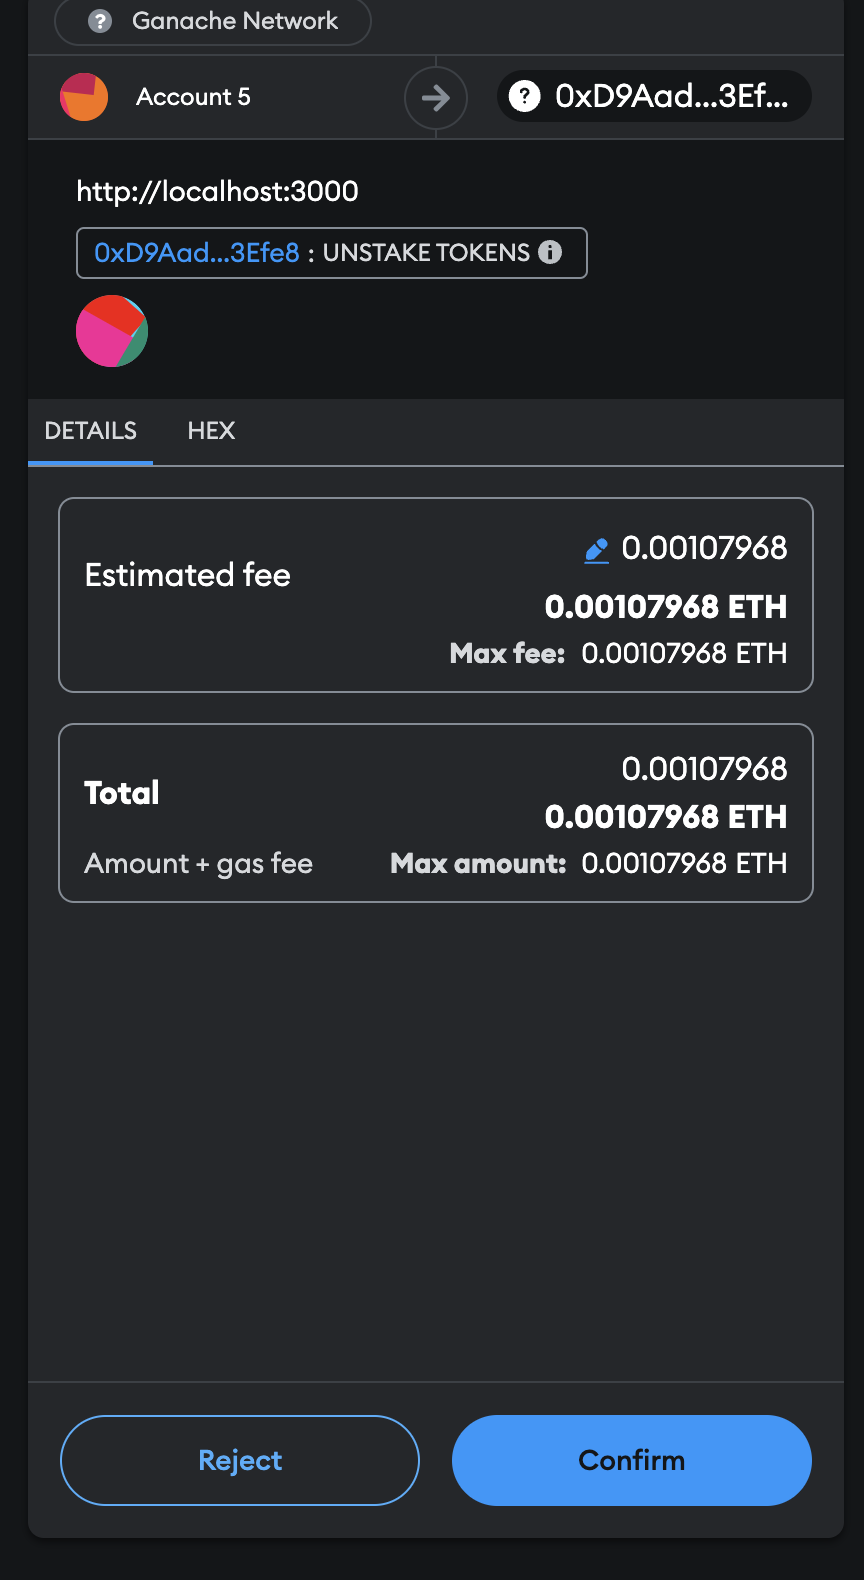 Ganache Network
Account 5
0xD9Aad...3Ef...
http://localhost:3000
0xD9Aad...3Efe8 : UNSTAKE TOKENS
DETAILS HEX
0.00107968
Estimated fee
0.00107968 ETH
Max fee: 0.00107968 ETH
0.00107968
Total
0.00107968 ETH
Amount + gas fee Max amount: 0.00107968 ETH
Reject Confirm